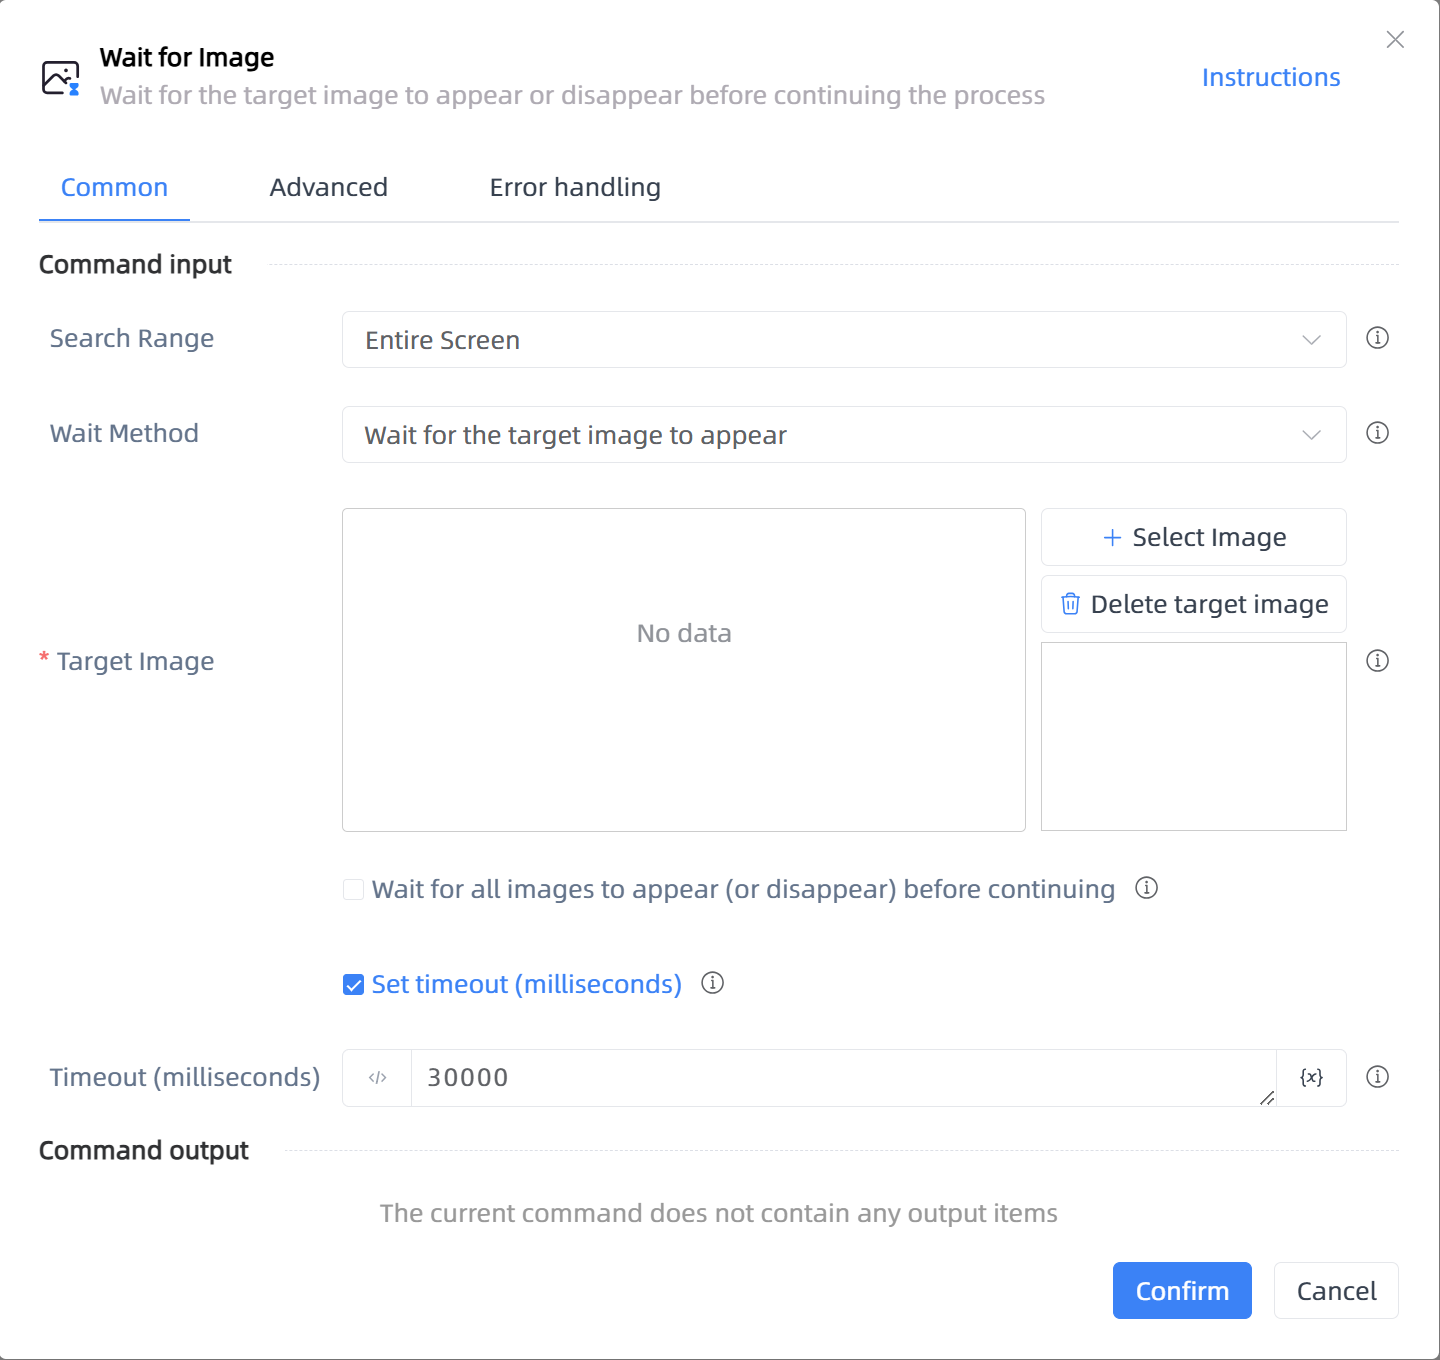 Wait for Image
Wait for the target image to appear or disappear before continuing the process
Instructions
Common
Advanced
Error handling
Command input
Search Range
Entire Screen
Wait Method
Wait for the target image to appear
* Target Image
No data
+ Select Image
Delete target image
Wait for all images to appear (or disappear) before continuing
Set timeout (milliseconds)
Timeout (milliseconds)
</>
30000
{x}
Command output
The current command does not contain any output items
Confirm
Cancel